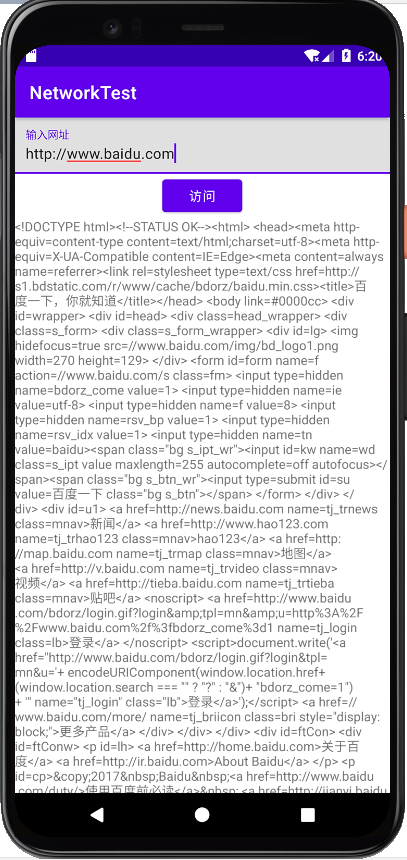 6:20
NetworkTest
输入网址
http://www.baidu.com
访问
<!DOCTYPE html><!--STATUS OK--><html> <head><meta http-
equiv=content-type content=text/html;charset=utf-8><meta http-
equiv=X-UA-Compatible content=IE=Edge><meta content=always
name=referrer><link rel=stylesheet type=text/css href=http://
s1.bdstatic.com/r/www/cache/bdorz/baidu.min.css><title>百
度一下，你就知道</title></head> <body link=#0000cc> <div
id=wrapper> <div id=head> <div class=head_wrapper> <div
class=s_form> <div class=s_form_wrapper> <div id=lg> <img
hidefocus=true src=//www.baidu.com/img/bd_logo1.png
width=270 height=129> </div> <form id=form name=f
action=//www.baidu.com/s class=fm> <input type=hidden
name=bdorz_come value=1> <input type=hidden name=ie
value=utf-8> <input type=hidden name=f value=8> <input
type=hidden name=rsv_bp value=1> <input type=hidden
name=rsv_idx value=1> <input type=hidden name=tn
value=baidu><span class="bg s_ipt_wr"><input id=kw name=wd
class=s_ipt value maxlength=255 autocomplete=off autofocus></
span><span class="bg s_btn_wr"><input type=submit id=su
value=百度一下 class="bg s_btn"></span> </form> </div> </
div> <div id=u1> <a href=http://news.baidu.com name=tj_trnews
class=mnav>新闻</a> <a href=http://www.hao123.com
name=tj_trhao123 class=mnav>hao123</a> <a href=http:
//map.baidu.com name=tj_trmap class=mnav>地图</a>
<a href=http://v.baidu.com name=tj_trvideo class=mnav>
视频</a> <a href=http://tieba.baidu.com name=tj_trtieba
class=mnav>贴吧</a> <noscript> <a href=http://www.baidu
.com/bdorz/login.gif?login&amp;tpl=mn&amp;u=http%3A%2F
%2Fwww.baidu.com%2f%3fbdorz_come%3d1 name=tj_login
class=lb>登录</a> </noscript> <script>document.write('<a
href="http://www.baidu.com/bdorz/login.gif?login&tpl=
mn&u='+ encodeURIComponent(window.location.href+
(window.location.search === "" ? "?" : "&")+ "bdorz_come=1")
+ '" name="tj_login" class="lb">登录</a>');</script> <a href=//
www.baidu.com/more/ name=tj_briicon class=bri style="display:
block;">更多产品</a> </div> </div> </div> <div id=ftCon> <div
id=ftConw> <p id=lh> <a href=http://home.baidu.com>关于百
度</a> <a href=http://ir.baidu.com>About Baidu</a> </p> <p
id=cp>&copy;2017&nbsp;Baidu&nbsp;<a href=http://www.baidu
.com/duty/>使用百度前必读</a>&nbsp; <a href=http://jianyi.baidu